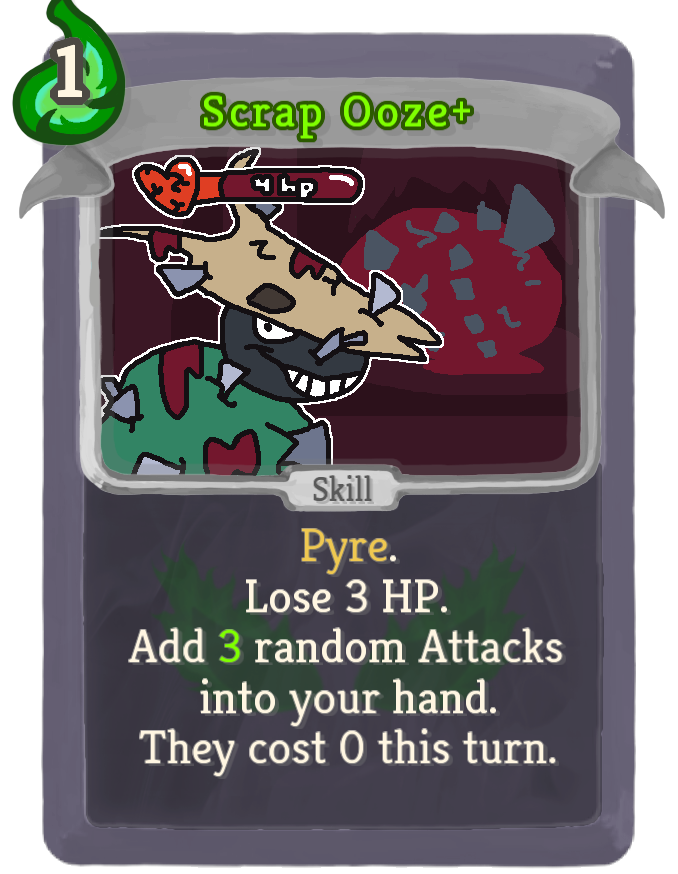 1
Scrap Ooze+
4 hp
Skill
Pyre.
Lose 3 HP.
Add 3 random Attacks
into your hand.
They cost 0 this turn.